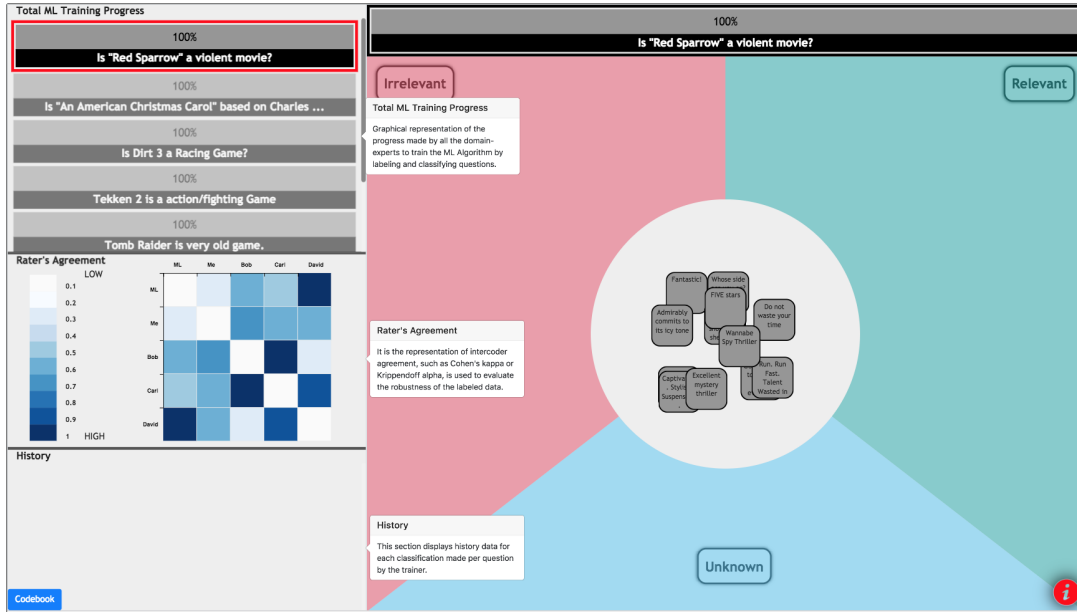 Total ML Training Progress
100%
Is "Red Sparrow" a violent movie?
100%
Is "An American Christmas Carol" based on Charles ...
100%
Is Dirt 3 a Racing Game?
100%
Tekken 2 is a action/fighting Game
100%
Tomb Raider is very old game.
Rater's Agreement
LOW
0.1
0.2
0.3
0.4
0.5
0.6
0.7
0.8
0.9
1 HIGH
ML Me Bob Carl David
ML
Me
Bob
Carl
David
History
Codebook
100%
Is "Red Sparrow" a violent movie?
Irrelevant
Relevant
Total ML Training Progress
Graphical representation of the
progress made by all the domain-
experts to train the ML Algorithm by
labeling and classifying questions.
Rater's Agreement
It is the representation of intercoder
agreement, such as Cohen's kappa or
Krippendoff alpha, is used to evaluate
the robustness of the labeled data.
History
This section displays history data for
each classification made per question
by the trainer.
Fantastic!
Whose side
FIVE stars
Admirably
commits to
its icy tone
Do not
waste your
time
Wannabe
Spy Thriller
Excellent
mystery
thriller
Run. Run
Fast.
Talent
Wasted in
Unknown
i